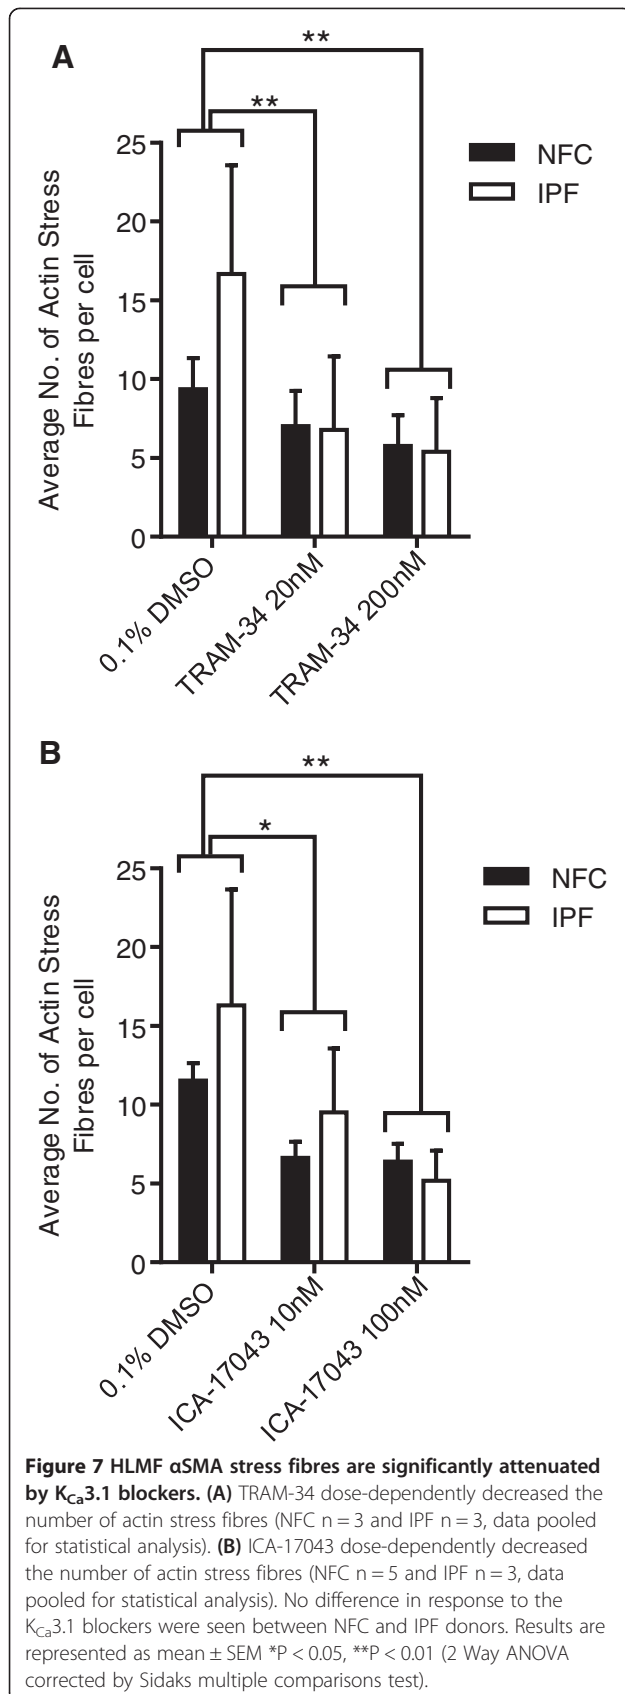 A
**
**
Average No. of Actin Stress
Fibres per cell
25
20
15
10
5
0
NFC
IPF
0.1% DMSO
TRAM-34 20nM
TRAM-34 200nM
B
**
*
Average No. of Actin Stress
Fibres per cell
25
20
15
10
5
0
NFC
IPF
0.1% DMSO
ICA-17043 10nM
ICA-17043 100nM
Figure 7 HLMF αSMA stress fibres are significantly attenuated
by KCa3.1 blockers. (A) TRAM-34 dose-dependently decreased the
number of actin stress fibres (NFC n = 3 and IPF n = 3, data pooled
for statistical analysis). (B) ICA-17043 dose-dependently decreased
the number of actin stress fibres (NFC n = 5 and IPF n = 3, data
pooled for statistical analysis). No difference in response to the
KCa3.1 blockers were seen between NFC and IPF donors. Results are
represented as mean ± SEM *P < 0.05, **P < 0.01 (2 Way ANOVA
corrected by Sidaks multiple comparisons test).